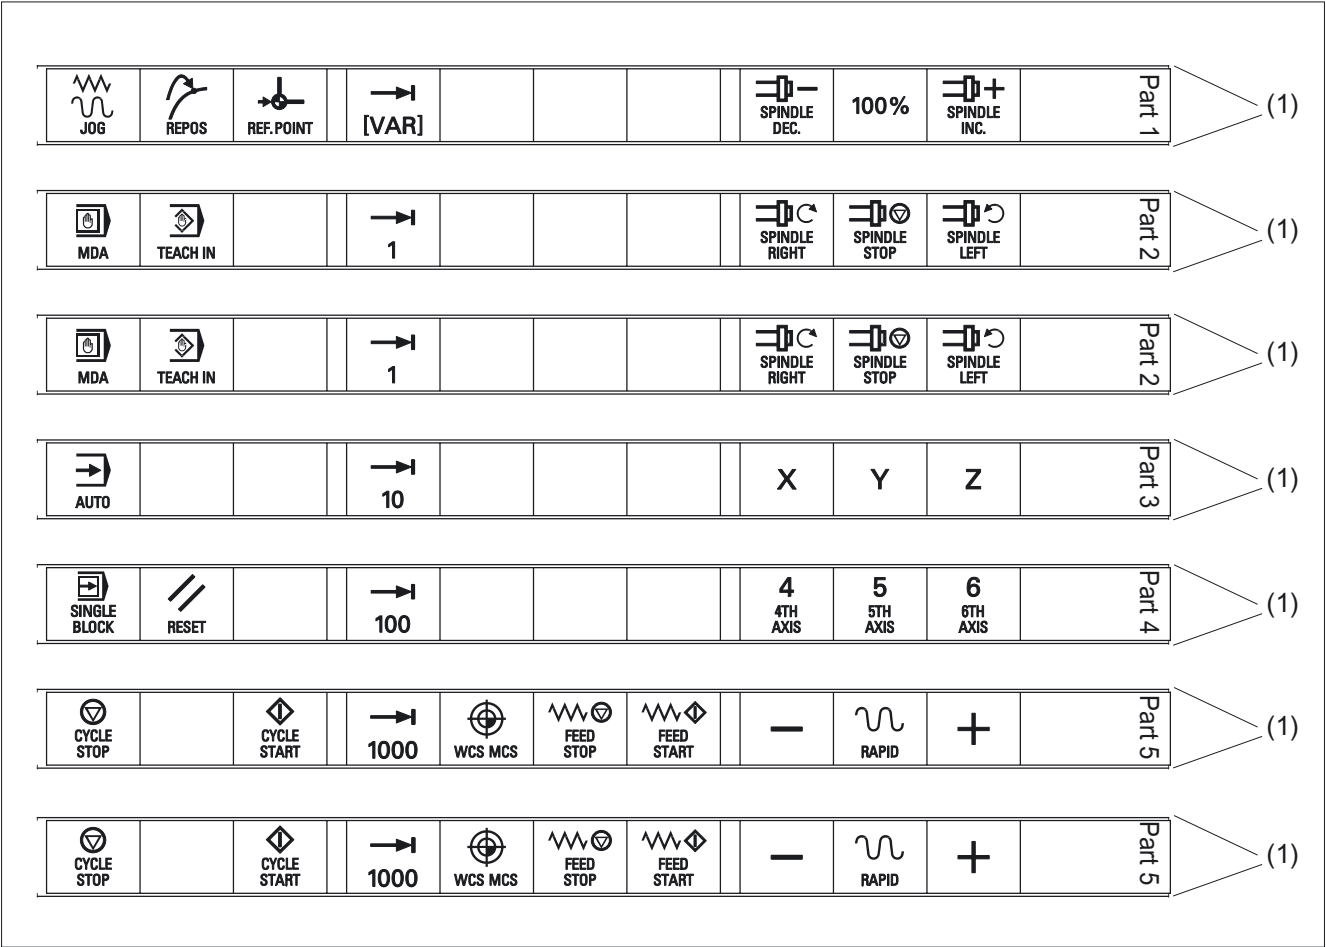 JOG REPOS REF. POINT [VAR] SPINDLE DEC. 100% SPINDLE INC. Part 1 (1)
MDA TEACH IN 1 SPINDLE RIGHT SPINDLE STOP SPINDLE LEFT Part 2 (1)
MDA TEACH IN 1 SPINDLE RIGHT SPINDLE STOP SPINDLE LEFT Part 2 (1)
AUTO 10 X Y Z Part 3 (1)
SINGLE BLOCK RESET 100 4 4TH AXIS 5 5TH AXIS 6 6TH AXIS Part 4 (1)
CYCLE STOP CYCLE START 1000 WCS MCS FEED STOP FEED START − RAPID + Part 5 (1)
CYCLE STOP CYCLE START 1000 WCS MCS FEED STOP FEED START − RAPID + Part 5 (1)